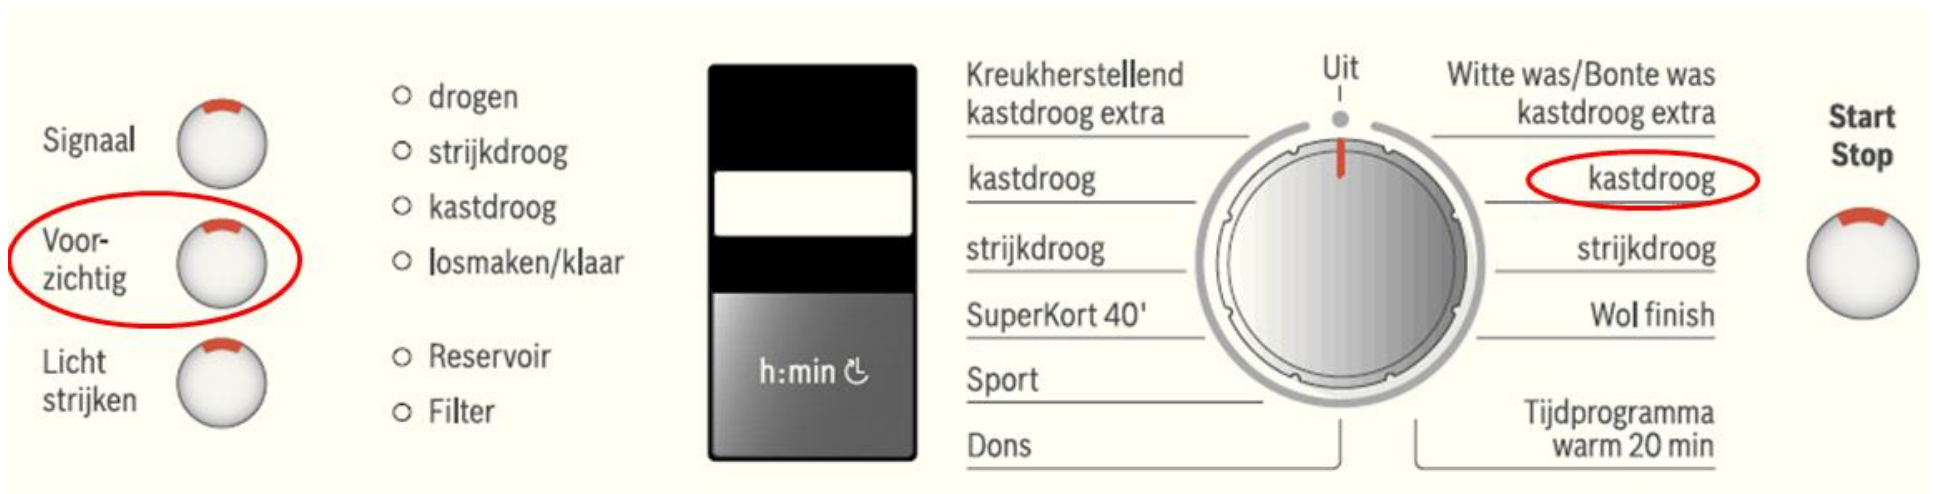 Signaal
Voor-
zichtig
Licht
strijken
drogen
strijkdroog
kastdroog
losmaken/klaar
Reservoir
Filter
h:min
Kreukherstellend
kastdroog extra
kastdroog
strijkdroog
SuperKort 40'
Sport
Dons
Uit
Witte was/Bonte was
kastdroog extra
kastdroog
strijkdroog
Wol finish
Tijdprogramma
warm 20 min
Start
Stop